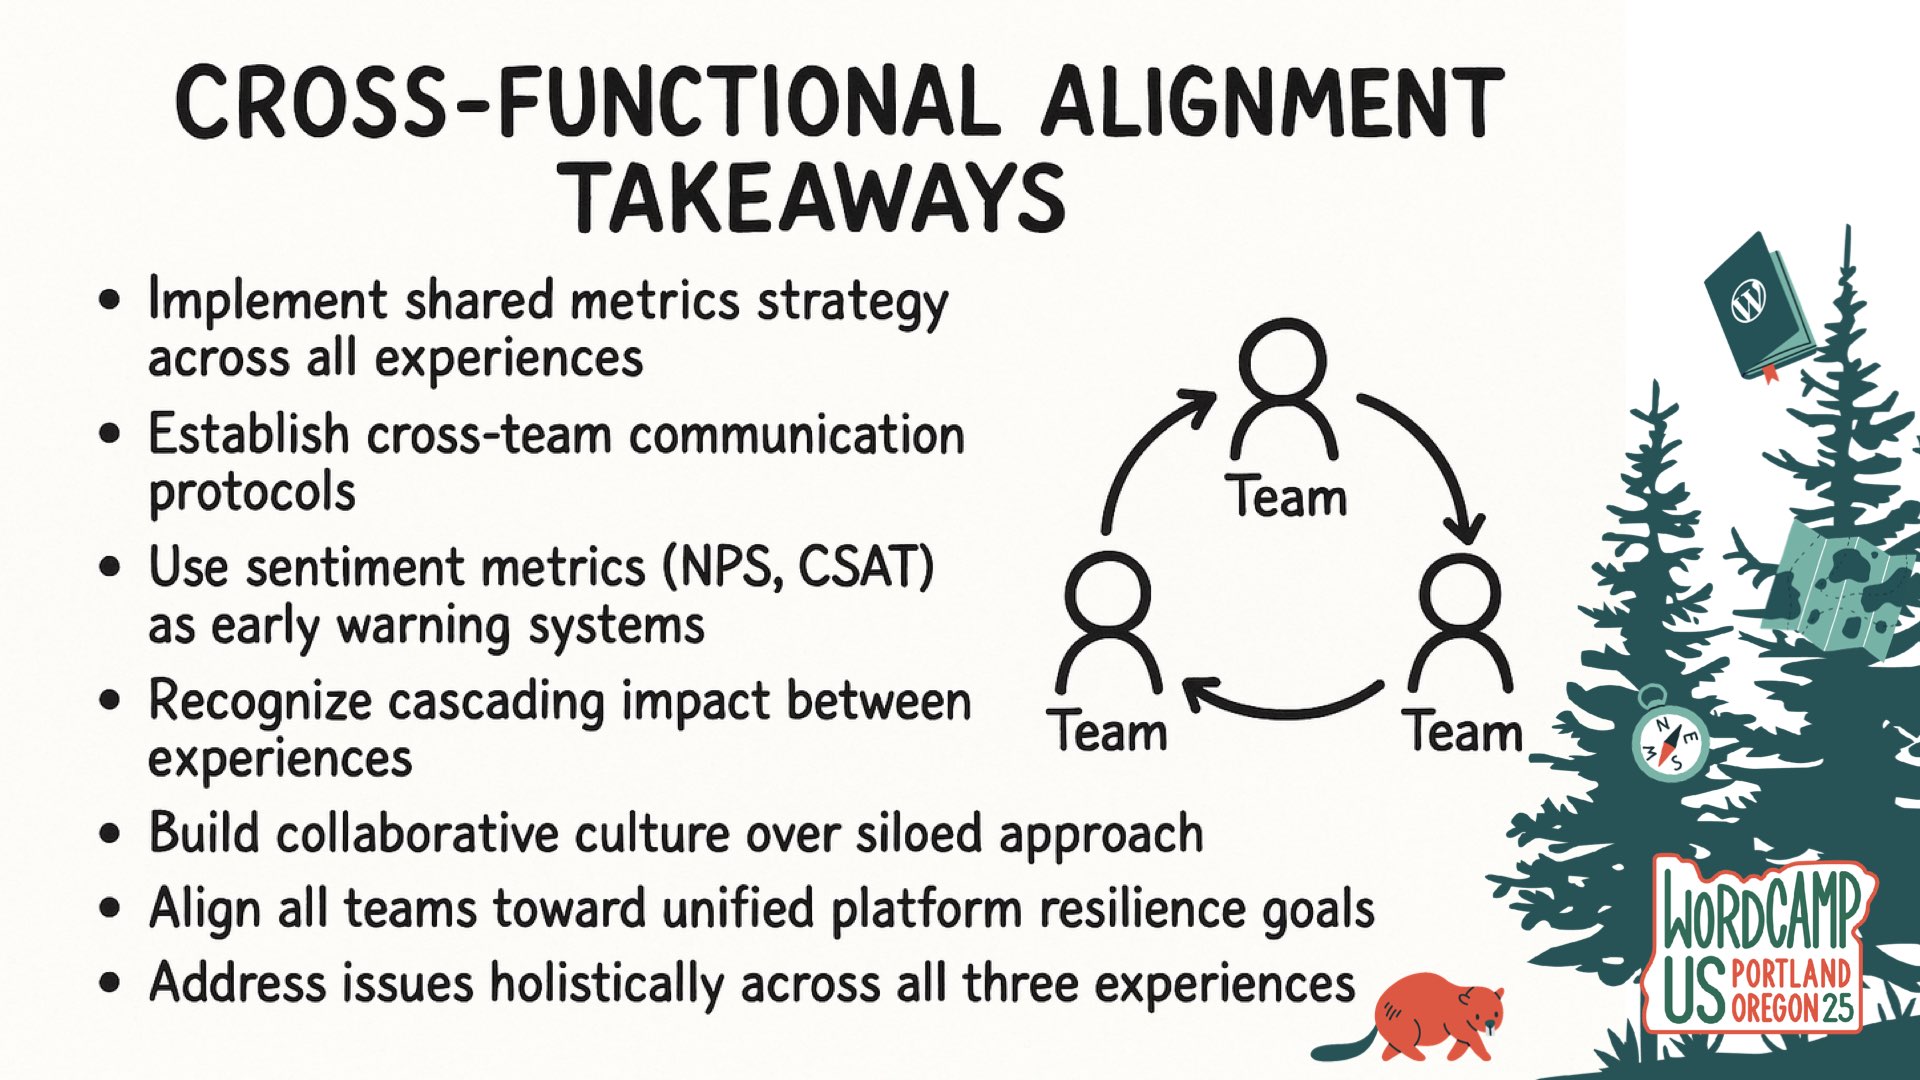 CROSS-FUNCTIONAL ALIGNMENT
TAKEAWAYS
• Implement shared metrics strategy
across all experiences
• Establish cross-team communication
protocols
• Use sentiment metrics (NPS, CSAT)
as early warning systems
• Recognize cascading impact between
experiences
• Build collaborative culture over siloed approach
• Align all teams toward unified platform resilience goals
• Address issues holistically across all three experiences
Team
Team
Team
W
N
E
S
W
WORDCAMP
US PORTLAND
OREGON 25